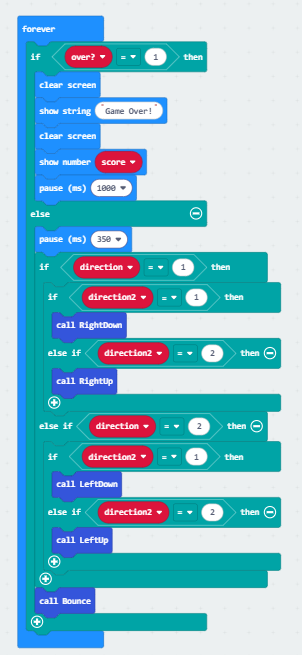 forever
if over? = 1 then
clear screen
show string "Game Over!"
clear screen
show number score
pause (ms) 1000
else
pause (ms) 350
if direction = 1 then
if direction2 = 1 then
call RightDown
else if direction2 = 2 then
call RightUp
else if direction = 2 then
if direction2 = 1 then
call LeftDown
else if direction2 = 2 then
call LeftUp
call Bounce